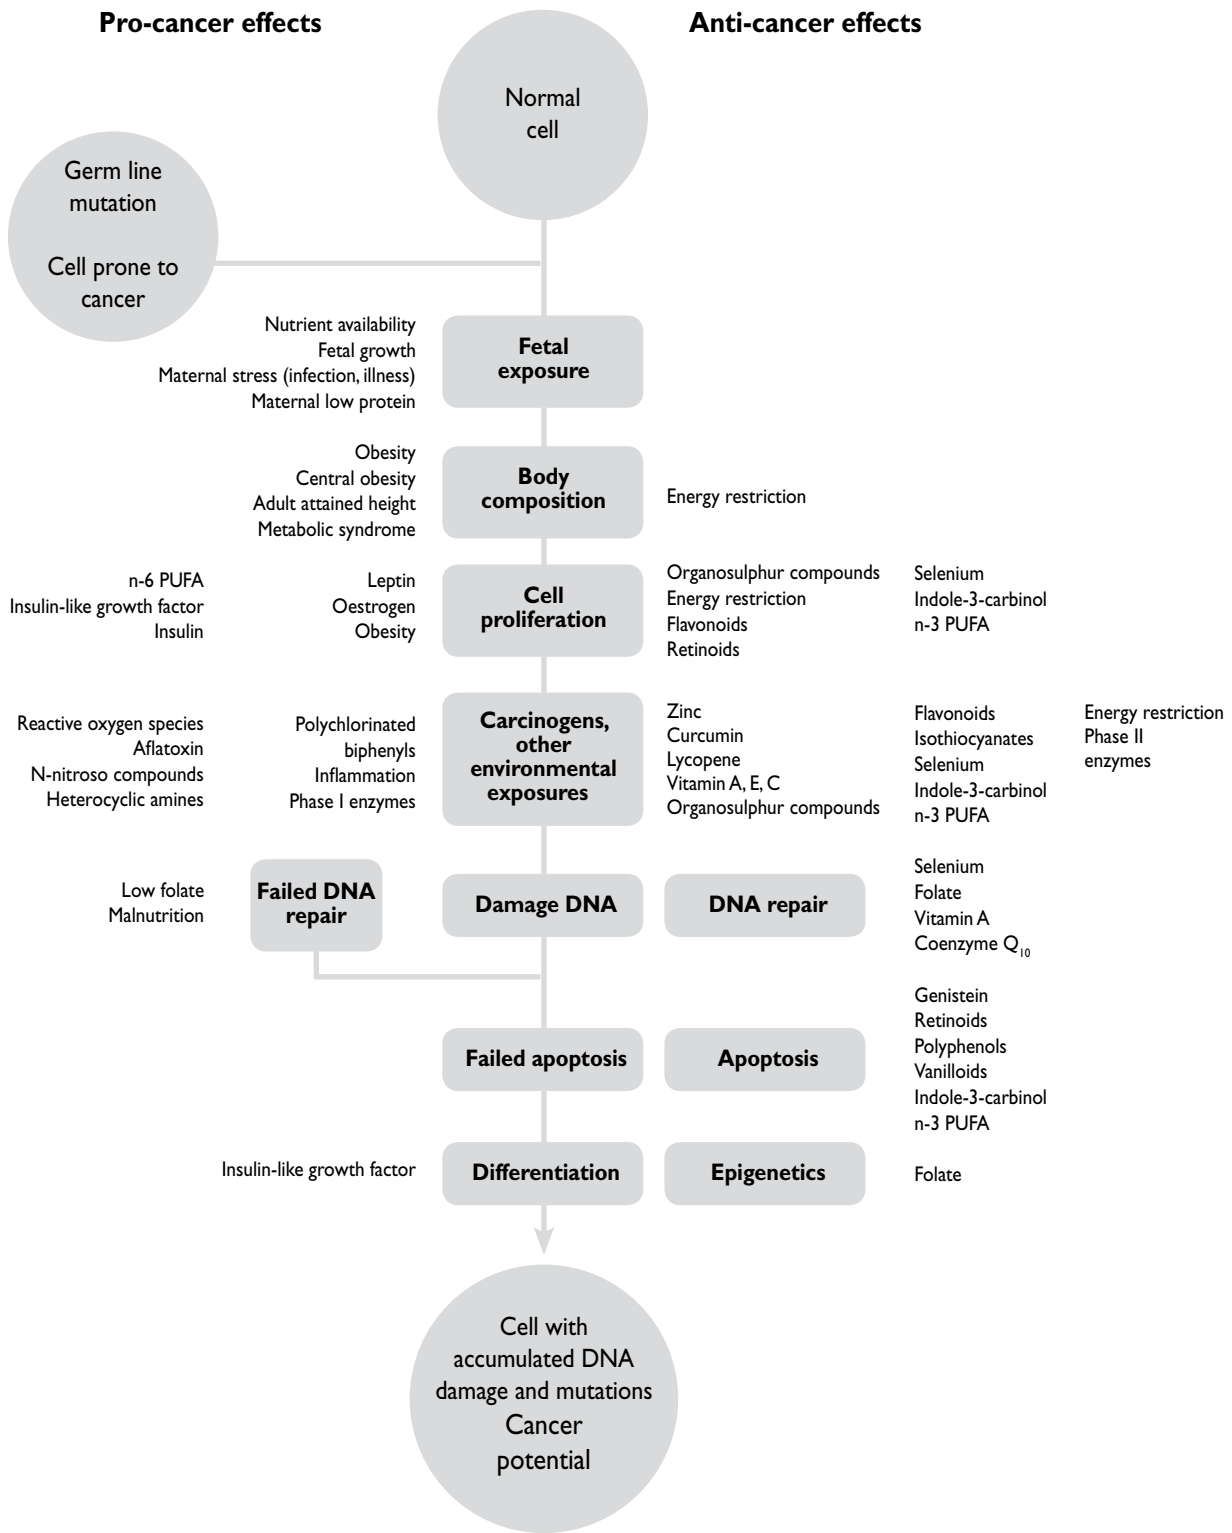 Pro-cancer effects
Anti-cancer effects
Normal
cell
Germ line
mutation
Cell prone to
cancer
Nutrient availability
Fetal growth
Maternal stress (infection, illness)
Maternal low protein
Fetal
exposure
Obesity
Central obesity
Adult attained height
Metabolic syndrome
Body
composition
Energy restriction
n-6 PUFA
Insulin-like growth factor
Insulin
Leptin
Oestrogen
Obesity
Cell
proliferation
Organosulphur compounds
Energy restriction
Flavonoids
Retinoids
Selenium
Indole-3-carbinol
n-3 PUFA
Reactive oxygen species
Aflatoxin
N-nitroso compounds
Heterocyclic amines
Polychlorinated
biphenyls
Inflammation
Phase I enzymes
Carcinogens,
other
environmental
exposures
Zinc
Curcumin
Lycopene
Vitamin A, E, C
Organosulphur compounds
Flavonoids
Isothiocyanates
Selenium
Indole-3-carbinol
n-3 PUFA
Energy restriction
Phase II
enzymes
Low folate
Malnutrition
Failed DNA
repair
Damage DNA
DNA repair
Selenium
Folate
Vitamin A
Coenzyme Q10
Failed apoptosis
Apoptosis
Genistein
Retinoids
Polyphenols
Vanilloids
Indole-3-carbinol
n-3 PUFA
Insulin-like growth factor
Differentiation
Epigenetics
Folate
Cell with
accumulated DNA
damage and mutations
Cancer
potential